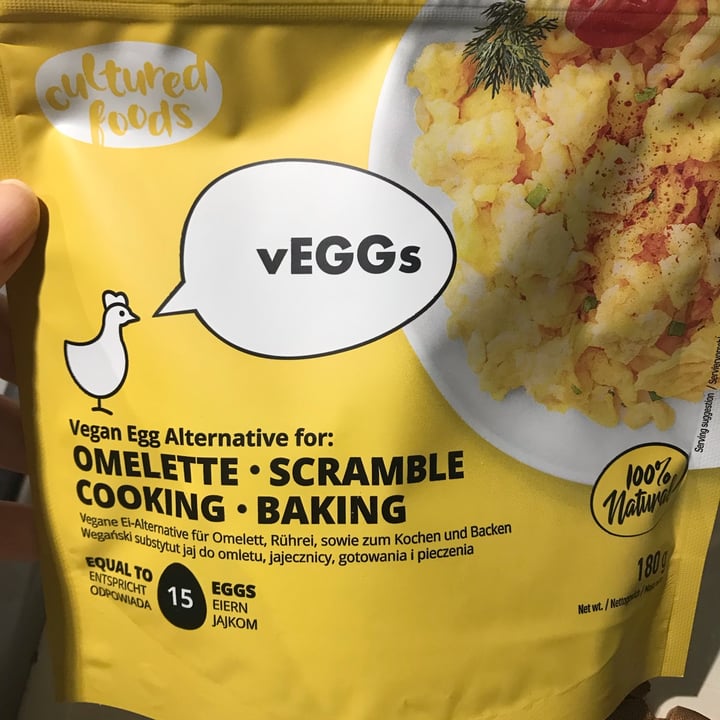 cultured
foods
vEGGs
Vegan Egg Alternative for:
OMELETTE • SCRAMBLE
COOKING • BAKING
Vegane Ei-Alternative für Omelett, Rührei, sowie zum Kochen und Backen
Wegański substytut jaj do omletu, jajecznicy, gotowania i pieczenia
EQUAL TO
ENTSPRICHT
ODPOWIADA
15
EGGS
EIERN
JAJKOM
100%
Natural
180 g
Net wt. /
Serving suggestion /